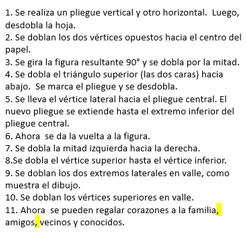 1. Se realiza un pliegue vertical y otro horizontal.  Luego,
desdobla la hoja.
2. Se doblan los dos vértices opuestos hacia el centro del
papel.
3. Se gira la figura resultante 90° y se dobla por la mitad.
4. Se dobla el triángulo superior (las dos caras) hacia
abajo.  Se marca el pliegue y se desdobla.
5. Se lleva el vértice lateral hacia el pliegue central. El
nuevo pliegue se extiende hasta el extremo inferior del
pliegue central.
6. Ahora  se da la vuelta a la figura.
7. Se dobla la mitad izquierda hacia la derecha.
8.Se dobla el vértice superior hasta el vértice inferior.
9. Se doblan los dos extremos laterales en valle, como
muestra el dibujo.
10. Se doblan los vértices superiores en valle.
11. Ahora  se pueden regalar corazones a la familia,
amigos, vecinos y conocidos.